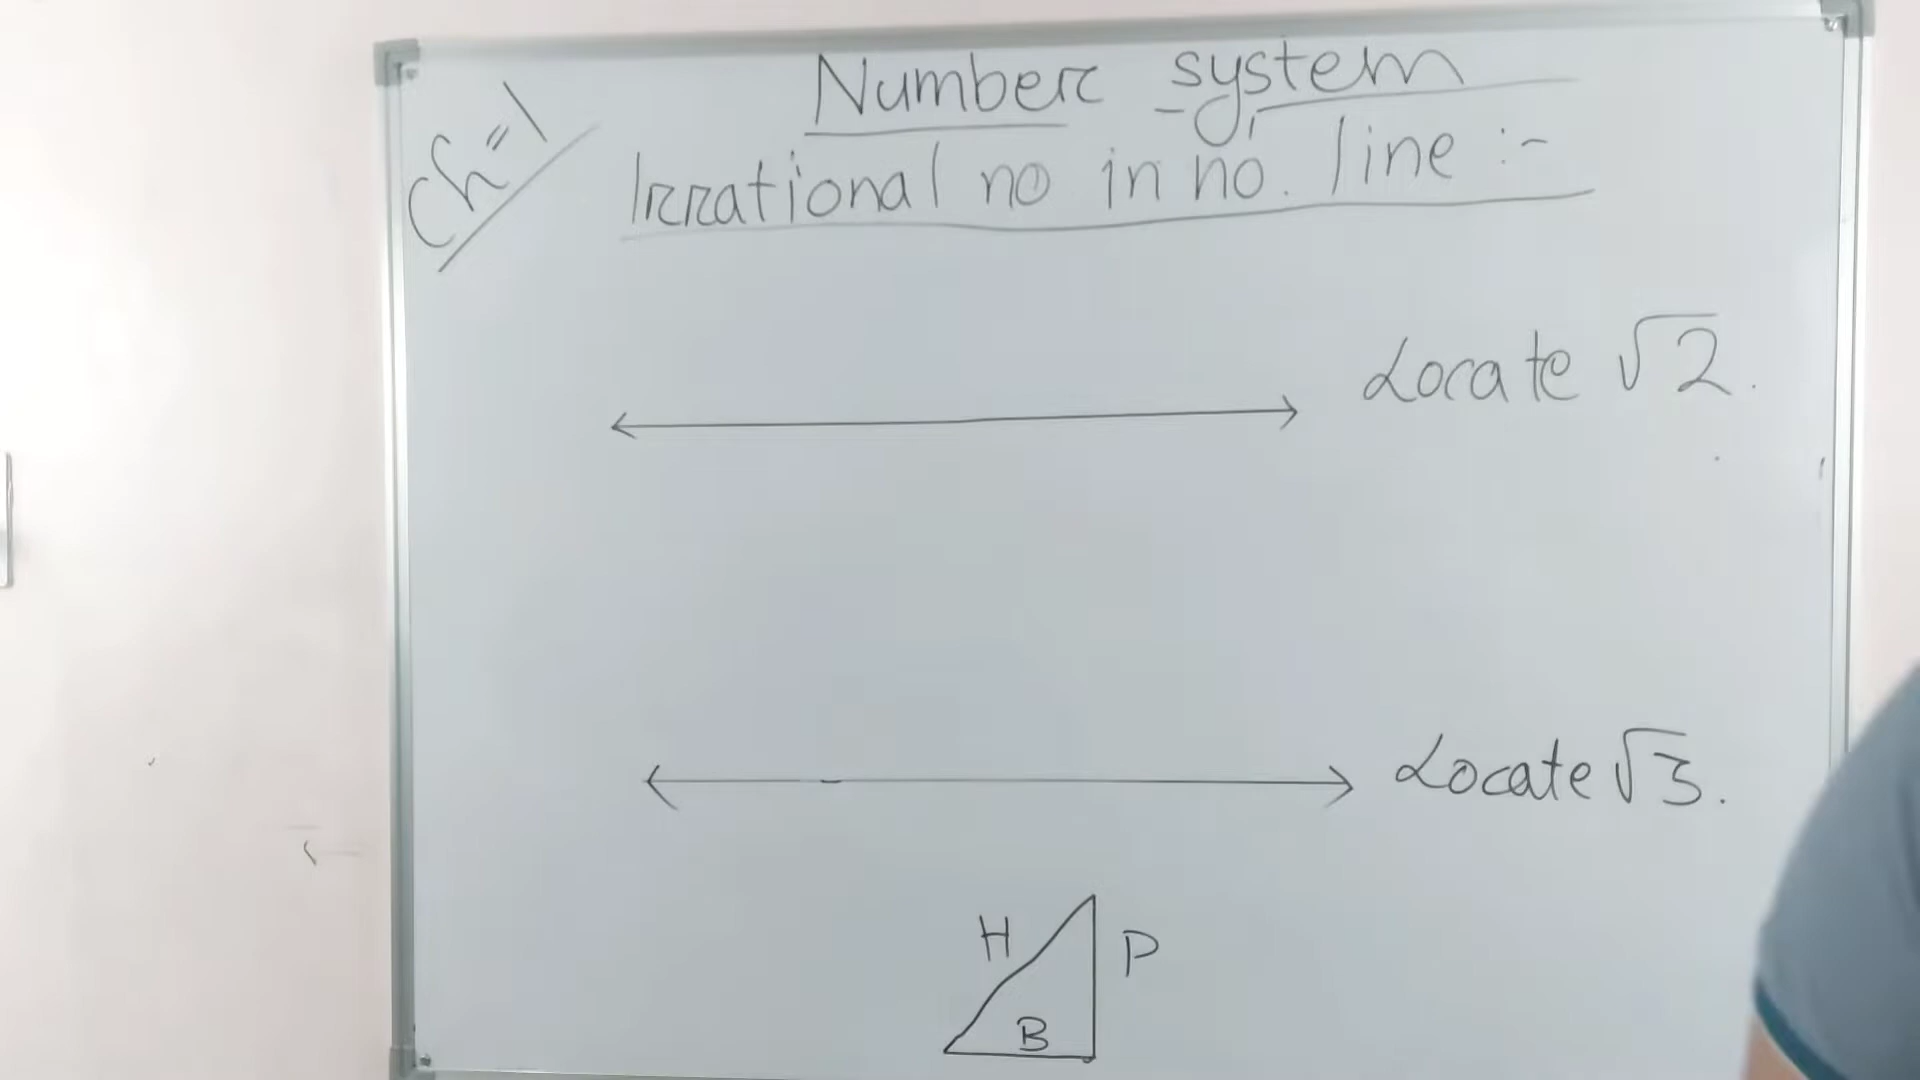 Ch=1
Number system
Irrational no in no. line :-
Locate √2.
Locate √3.
H
P
B